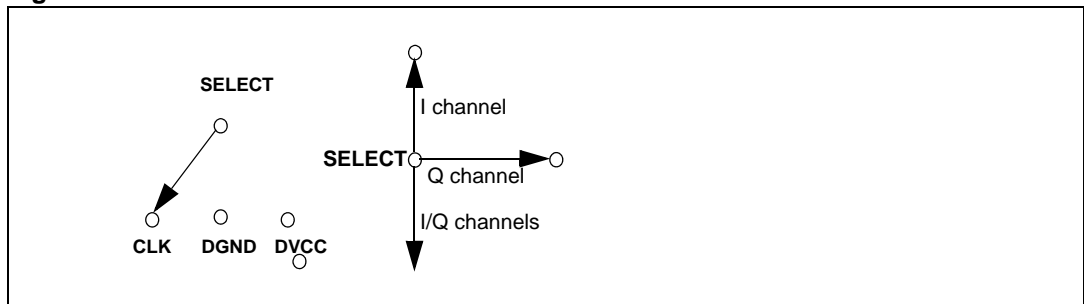 SELECT
I channel
SELECT
Q channel
I/Q channels
CLK DGND DVCC